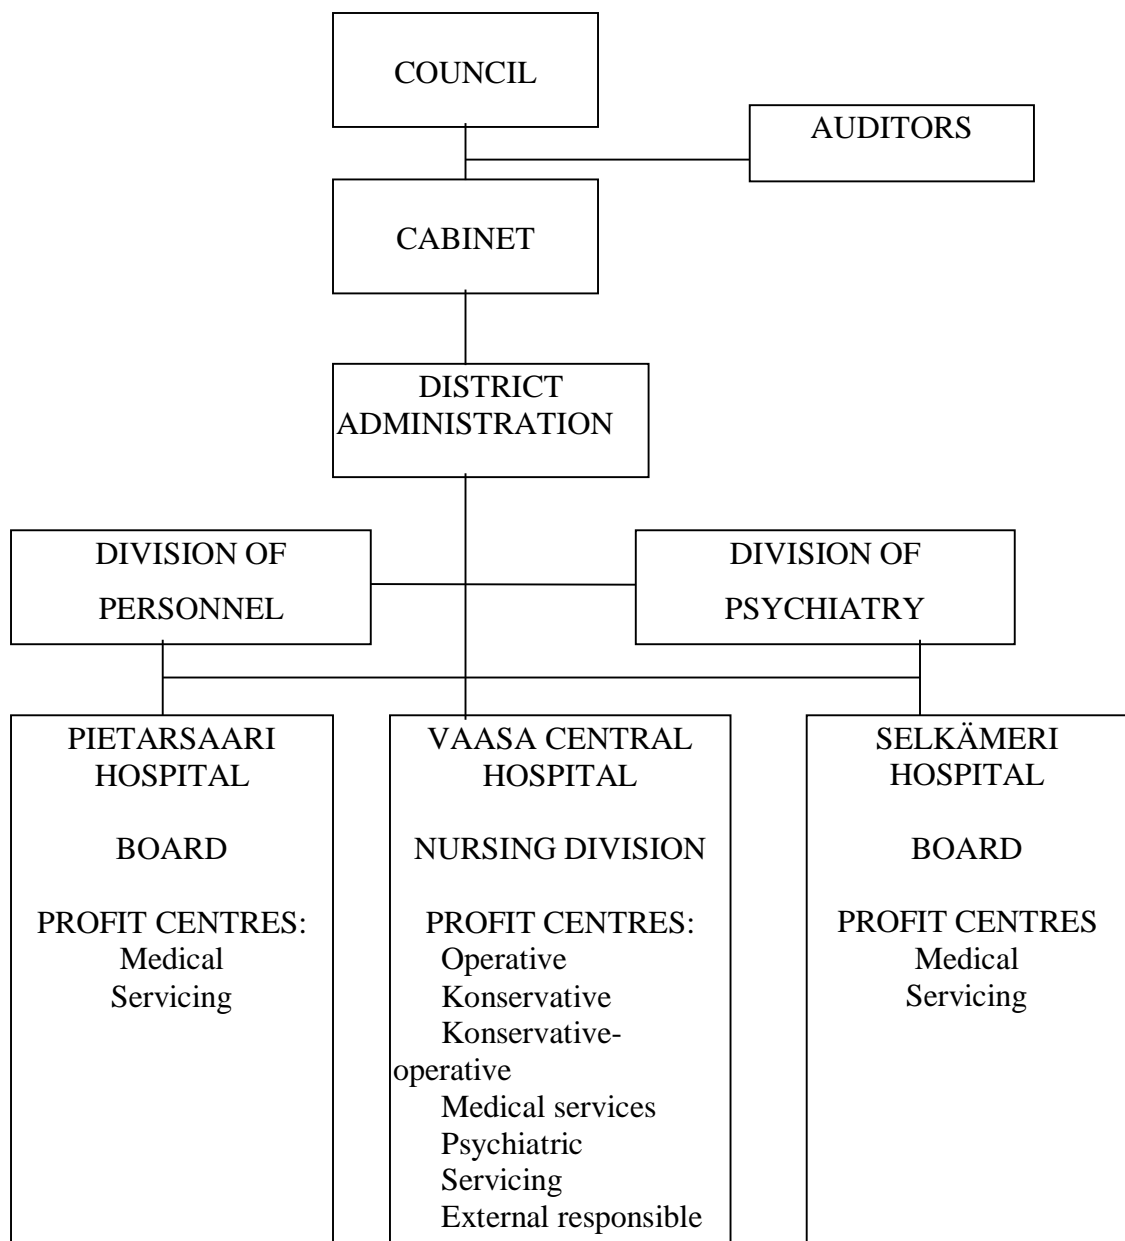 COUNCIL
AUDITORS
CABINET
DISTRICT
ADMINISTRATION
DIVISION OF
PERSONNEL
DIVISION OF
PSYCHIATRY
PIETARSAARI
HOSPITAL
BOARD
PROFIT CENTRES:
Medical
Servicing
VAASA CENTRAL
HOSPITAL
NURSING DIVISION
PROFIT CENTRES:
Operative
Konservative
Konservative-
operative
Medical services
Psychiatric
Servicing
External responsible
SELKÄMERI
HOSPITAL
BOARD
PROFIT CENTRES
Medical
Servicing